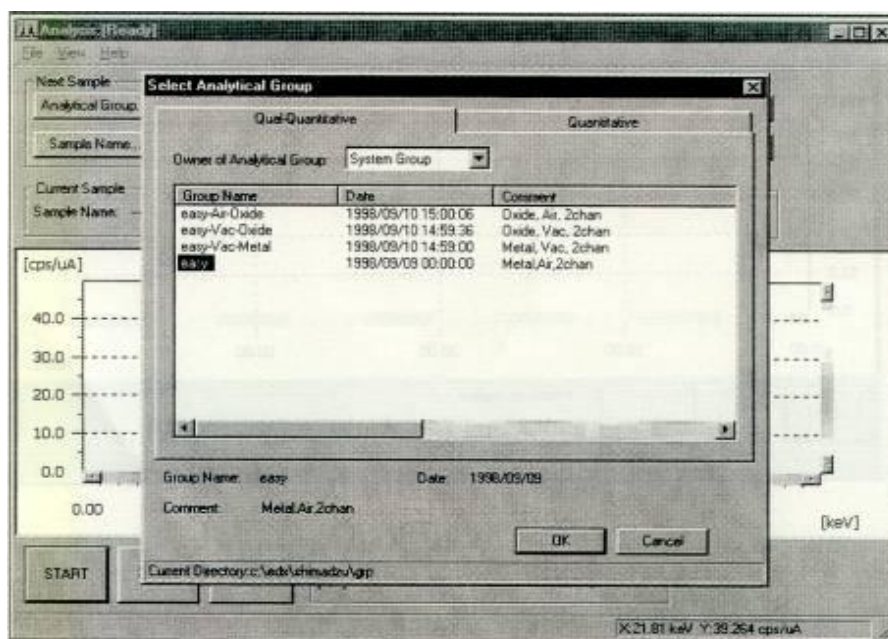 Analysis: [Ready]
File View Help
Next Sample
Analytical Group.
Sample Name...
Current Sample
Sample Name:
Select Analytical Group
Qual-Quantitative
Quantitative
Owner of Analytical Group: System Group
Group Name Date Comment
easy-Air-Oxide 1998/09/10 15:00:06 Oxide, Air, 2chan
easy-Vac-Oxide 1998/09/10 14:59:36 Oxide, Vac, 2chan
easy-Vac-Metal 1998/09/10 14:59:00 Metal, Vac, 2chan
easy 1998/09/09 00:00:00 Metal,Air,2chan
[cps/uA]
40.0
30.0
20.0
10.0
0.0
0.00
[keV]
Group Name: easy Date: 1998/09/09
Comment: Metal,Air,2chan
OK Cancel
START
Current Directory:c:\edx\shimadzu\grp
X:21.81 keV Y:39.264 cps/uA